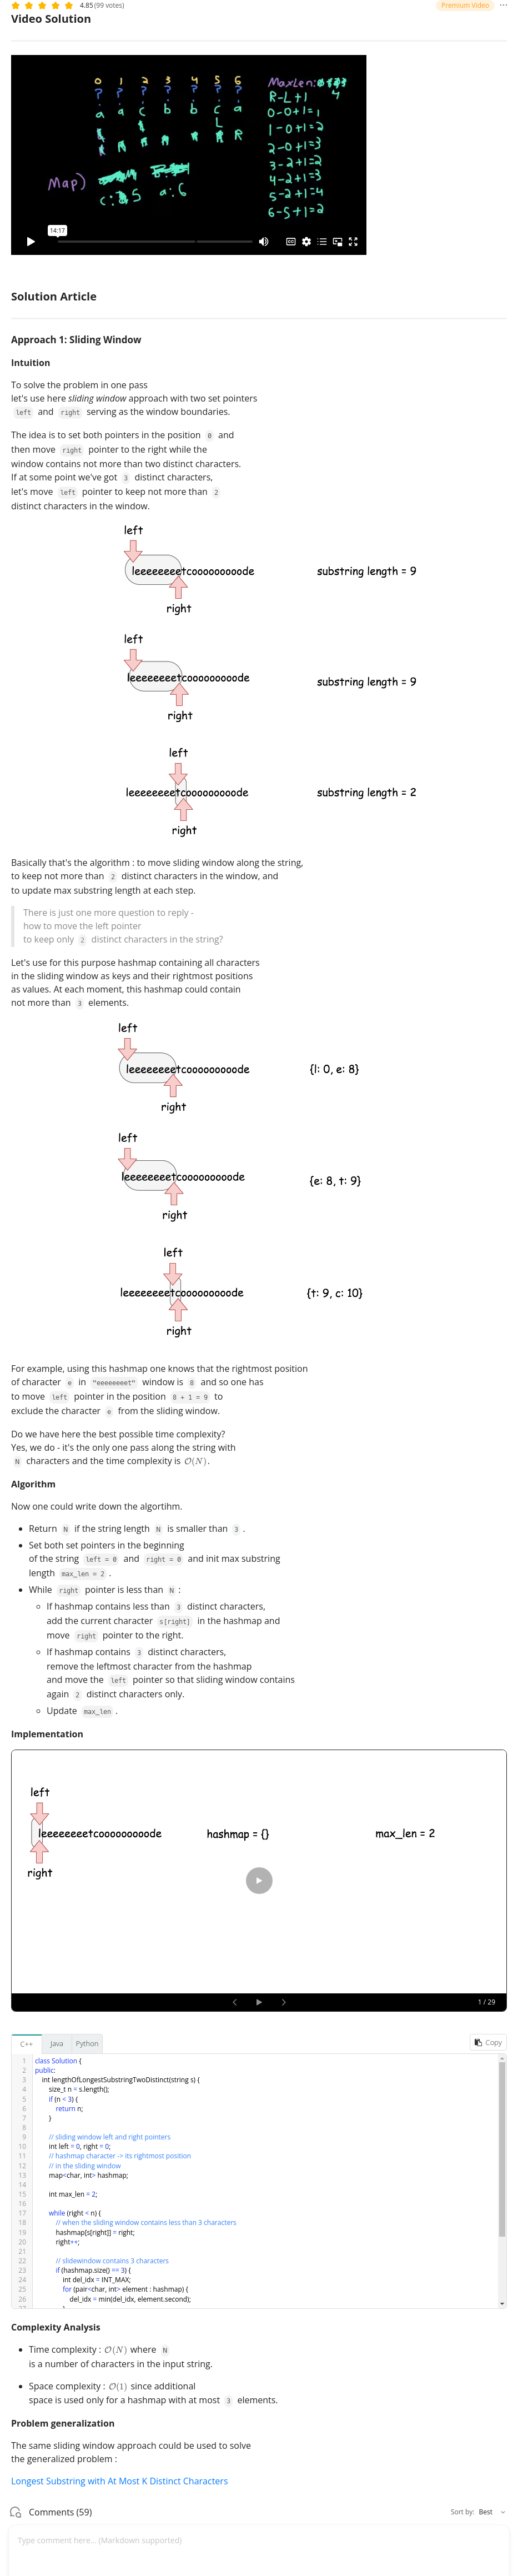 4.85 (99 votes)
Premium Video
Video Solution
0 1 2 3 4 5 6
? ? ? ? ? ? ?
a a c b b c c
L
R
Map) c:
a:6
MaxLen:
4
R-L+1
0-0+1=1
1-0+1=2
2-0+1=3
3-2+1=2
4-2+1=3
5-2+1=4
6-5+1=2
14:17
Solution Article
Approach 1: Sliding Window
Intuition
To solve the problem in one pass
let's use here sliding window approach with two set pointers
left and right serving as the window boundaries.
The idea is to set both pointers in the position 0 and
then move right pointer to the right while the
window contains not more than two distinct characters.
If at some point we've got 3 distinct characters,
let's move left pointer to keep not more than 2
distinct characters in the window.
left
leeeeeeeetcooooooooode
substring length = 9
right
left
leeeeeeeetcooooooooode
substring length = 9
right
left
leeeeeeeetcooooooooode
substring length = 2
right
Basically that's the algorithm : to move sliding window along the string,
to keep not more than 2 distinct characters in the window, and
to update max substring length at each step.
There is just one more question to reply -
how to move the left pointer
to keep only 2 distinct characters in the string?
Let's use for this purpose hashmap containing all characters
in the sliding window as keys and their rightmost positions
as values. At each moment, this hashmap could contain
not more than 3 elements.
left
leeeeeeeetcooooooooode
{l: 0, e: 8}
right
left
leeeeeeeetcooooooooode
{e: 8, t: 9}
right
left
leeeeeeeetcooooooooode
{t: 9, c: 10}
right
For example, using this hashmap one knows that the rightmost position
of character e in "eeeeeeeet" window is 8 and so one has
to move left pointer in the position 8 + 1 = 9 to
exclude the character e from the sliding window.
Do we have here the best possible time complexity?
Yes, we do - it's the only one pass along the string with
N characters and the time complexity is O(N).
Algorithm
Now one could write down the algortihm.
• Return N if the string length N is smaller than 3 .
• Set both set pointers in the beginning
of the string left = 0 and right = 0 and init max substring
length max_len = 2 .
• While right pointer is less than N :
◦ If hashmap contains less than 3 distinct characters,
add the current character s[right] in the hashmap and
move right pointer to the right.
◦ If hashmap contains 3 distinct characters,
remove the leftmost character from the hashmap
and move the left pointer so that sliding window contains
again 2 distinct characters only.
◦ Update max_len .
Implementation
left
leeeeeeeetcooooooooode
hashmap = {}
max_len = 2
right
1 / 29
C++
Java
Python
Copy
1 class Solution {
2 public:
3 int lengthOfLongestSubstringTwoDistinct(string s) {
4 size_t n = s.length();
5 if (n < 3) {
6 return n;
7 }
8
9 // sliding window left and right pointers
10 int left = 0, right = 0;
11 // hashmap character -> its rightmost position
12 // in the sliding window
13 map<char, int> hashmap;
14
15 int max_len = 2;
16
17 while (right < n) {
18 // when the sliding window contains less than 3 characters
19 hashmap[s[right]] = right;
20 right++;
21
22 // slidewindow contains 3 characters
23 if (hashmap.size() == 3) {
24 int del_idx = INT_MAX;
25 for (pair<char, int> element : hashmap) {
26 del_idx = min(del_idx, element.second);
27 }
Complexity Analysis
• Time complexity : O(N) where N
is a number of characters in the input string.
• Space complexity : O(1) since additional
space is used only for a hashmap with at most 3 elements.
Problem generalization
The same sliding window approach could be used to solve
the generalized problem :
Longest Substring with At Most K Distinct Characters
Comments (59)
Sort by: Best
Type comment here... (Markdown supported)